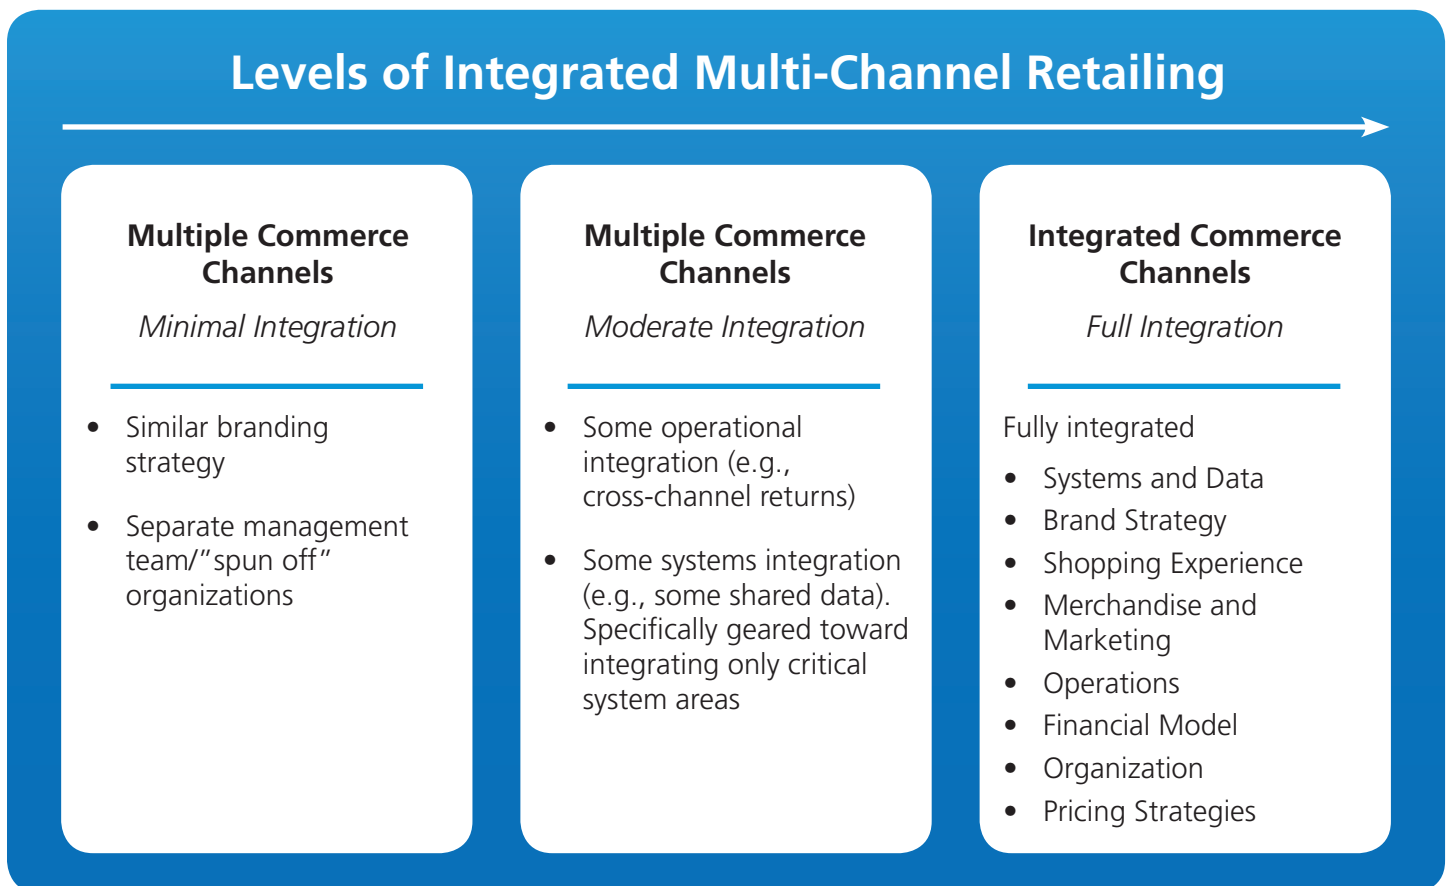 Levels of Integrated Multi-Channel Retailing
Multiple Commerce
Channels
Minimal Integration
• Similar branding
strategy
• Separate management
team/”spun off”
organizations
Multiple Commerce
Channels
Moderate Integration
• Some operational
integration (e.g.,
cross-channel returns)
• Some systems integration
(e.g., some shared data).
Specifically geared toward
integrating only critical
system areas
Integrated Commerce
Channels
Full Integration
Fully integrated
• Systems and Data
• Brand Strategy
• Shopping Experience
• Merchandise and
Marketing
• Operations
• Financial Model
• Organization
• Pricing Strategies